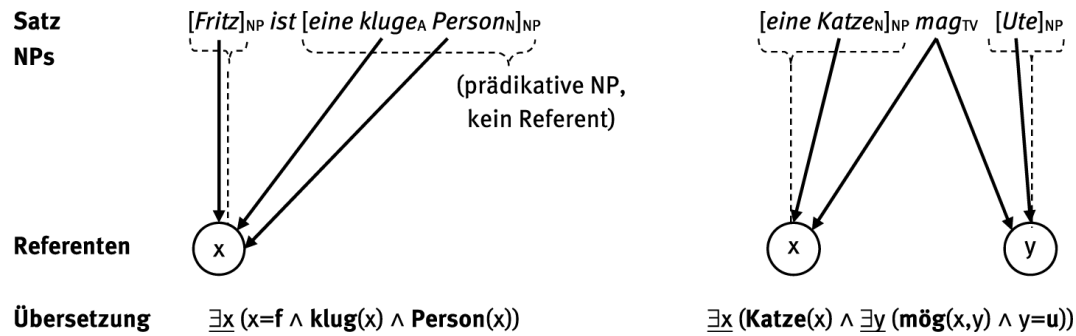 Satz [Fritz]NP ist [eine klugeA PersonN]NP [eine KatzeN]NP magTV [Ute]NP
NPs
(prädikative NP,
kein Referent)
Referenten x x y
Übersetzung ∃x (x=f ∧ klug(x) ∧ Person(x)) ∃x (Katze(x) ∧ ∃y (mög(x,y) ∧ y=u))